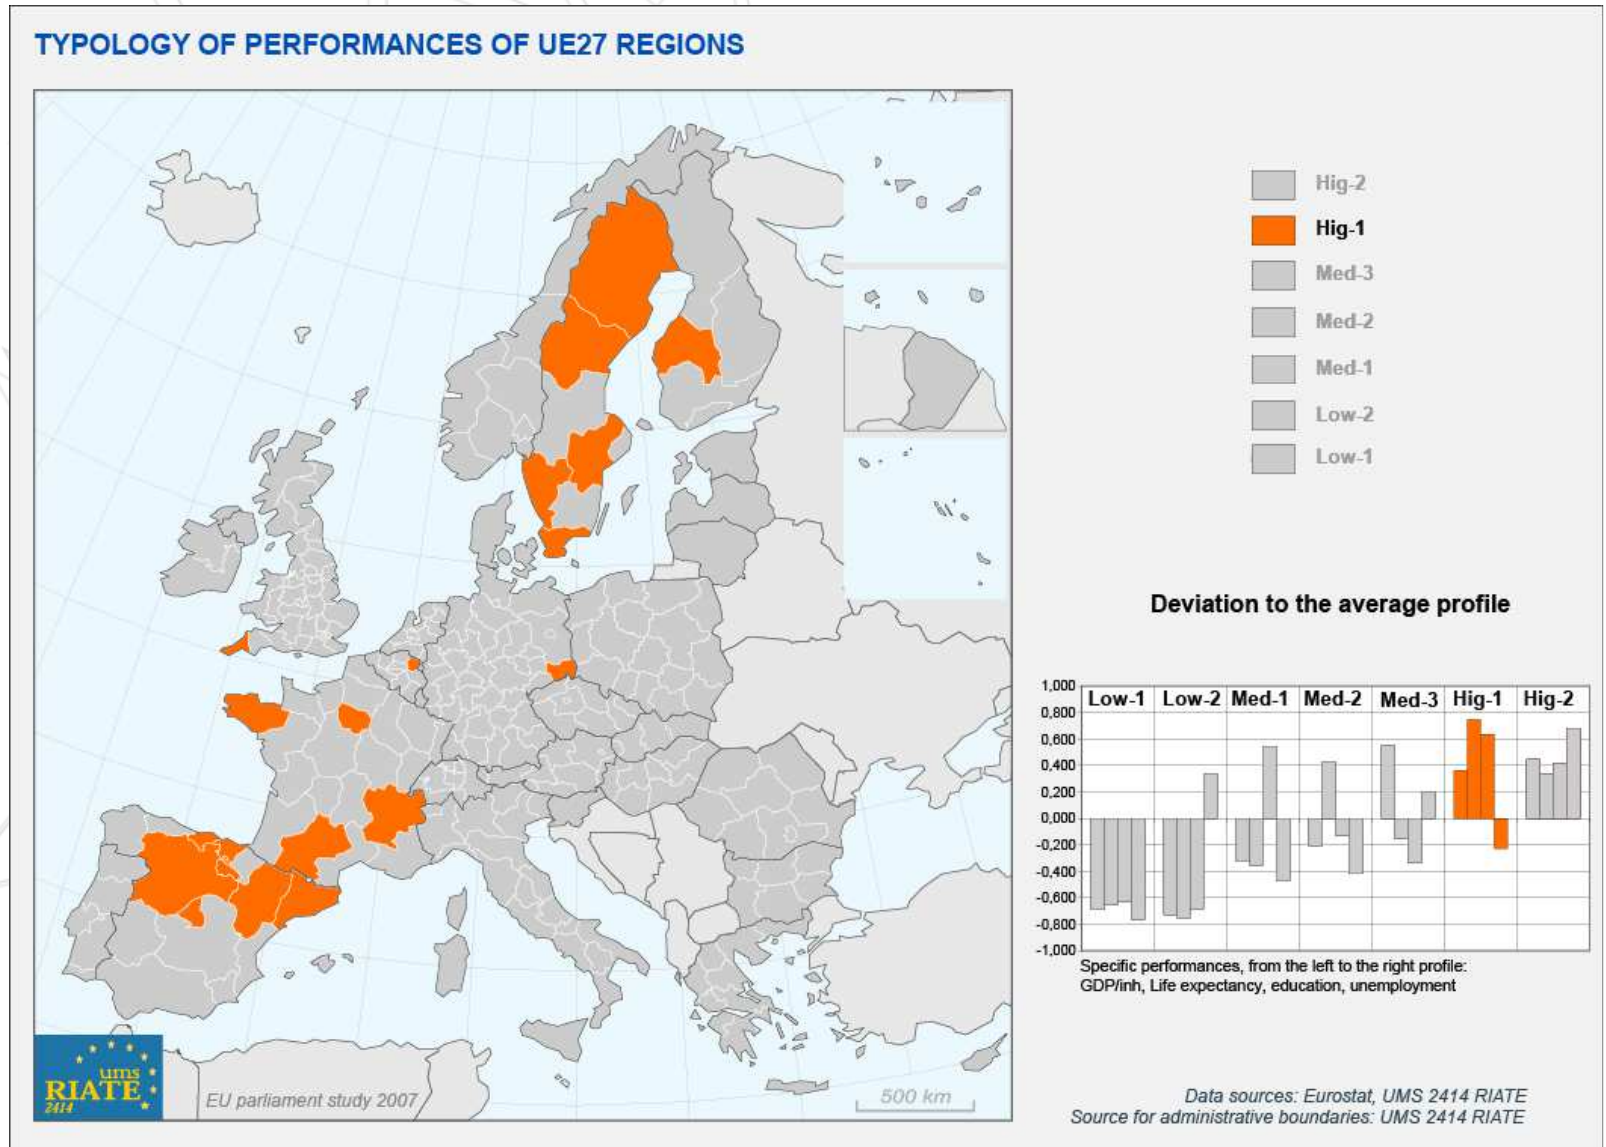 TYPOLOGY OF PERFORMANCES OF UE27 REGIONS
Hig-2
Hig-1
Med-3
Med-2
Med-1
Low-2
Low-1
Deviation to the average profile
1,000
0,800
0,600
0,400
0,200
0,000
-0,200
-0,400
-0,600
-0,800
-1,000
Low-1 Low-2 Med-1 Med-2 Med-3 Hig-1 Hig-2
Specific performances, from the left to the right profile:
GDP/inh, Life expectancy, education, unemployment
ums
RIATE
2414
EU parliament study 2007
500 km
Data sources: Eurostat, UMS 2414 RIATE
Source for administrative boundaries: UMS 2414 RIATE